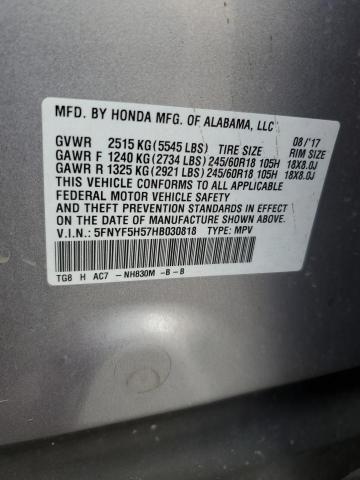 MFD. BY HONDA MFG. OF ALABAMA, LLC 08/'17
GVWR 2515 KG(5545 LBS) TIRE SIZE RIM SIZE
GAWR F 1240 KG(2734 LBS) 245/60R18 105H 18X8.0J
GAWR R 1325 KG(2921 LBS) 245/60R18 105H 18X8.0J
THIS VEHICLE CONFORMS TO ALL APPLICABLE
FEDERAL MOTOR VEHICLE SAFETY
AND THEFT PREVENTION STANDARDS IN EFFECT
ON THE DATE OF MANUFACTURE SHOWN ABOVE.
V.I.N.: 5FNYF5H57HB030818 TYPE: MPV
TG8 H AC7 -NH830M -B-B